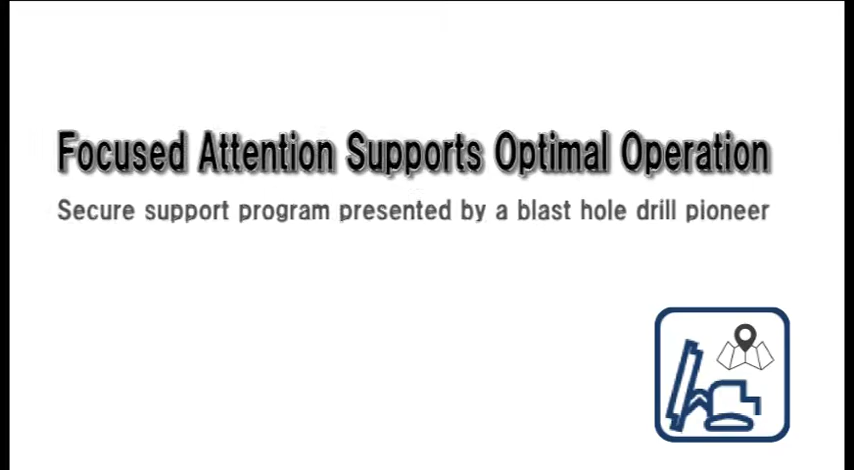 Focused Attention Supports Optimal Operation
Secure support program presented by a blast hole drill pioneer